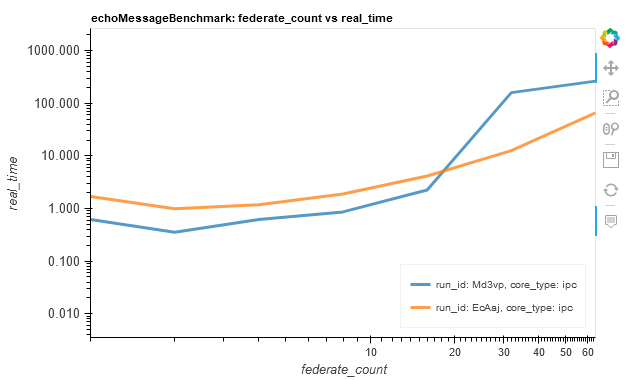 echoMessageBenchmark: federate_count vs real_time
1000.000
100.000
10.000
1.000
0.100
0.010
real_time
10
20
30
40
50
60
federate_count
run_id: Md3vp, core_type: ipc
run_id: EcAaj, core_type: ipc